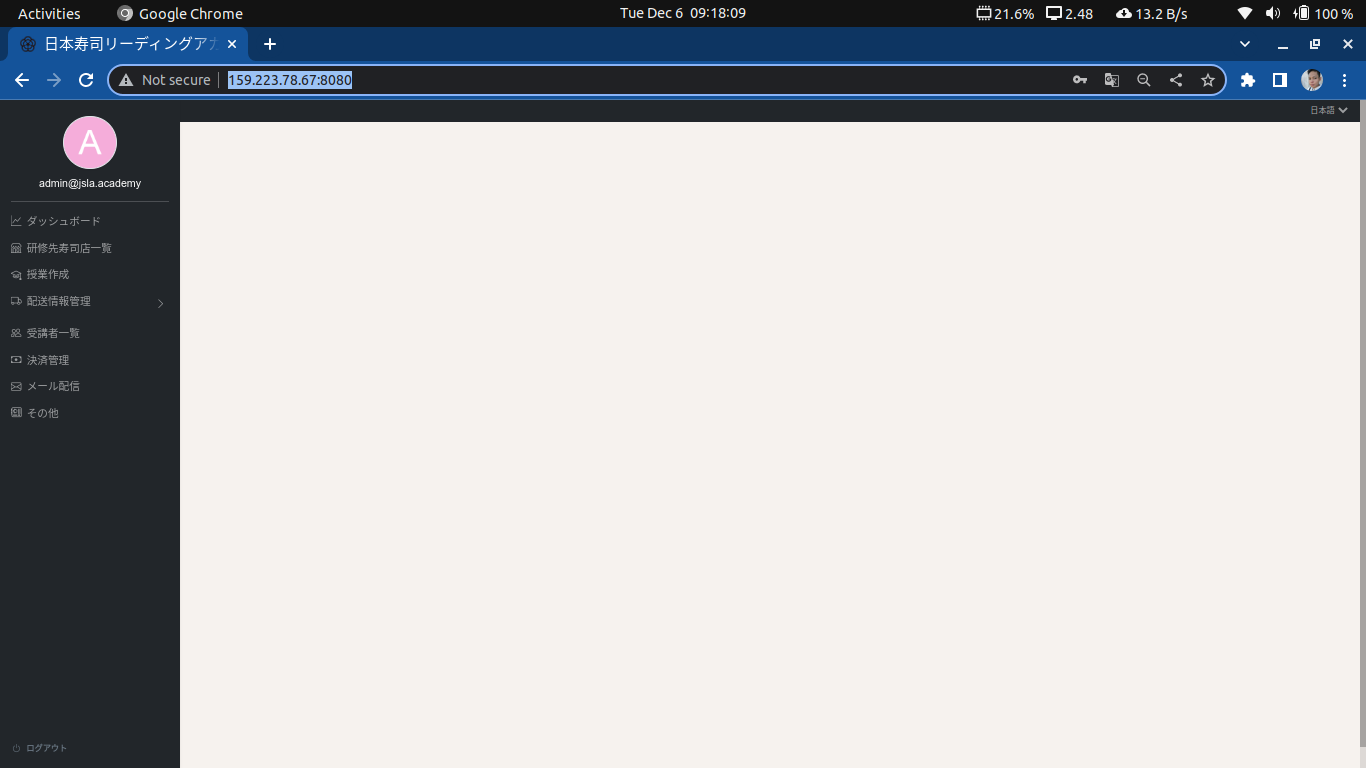 Activities Google Chrome Tue Dec 6 09:18:09 21.6% 2.48 13.2 B/s 100 %
日本寿司リーディングアカ
Not secure 159.223.78.67:8080
日本語
A
admin@jsla.academy
ダッシュボード
研修先寿司店一覧
授業作成
配送情報管理
受講者一覧
決済管理
メール配信
その他
ログアウト